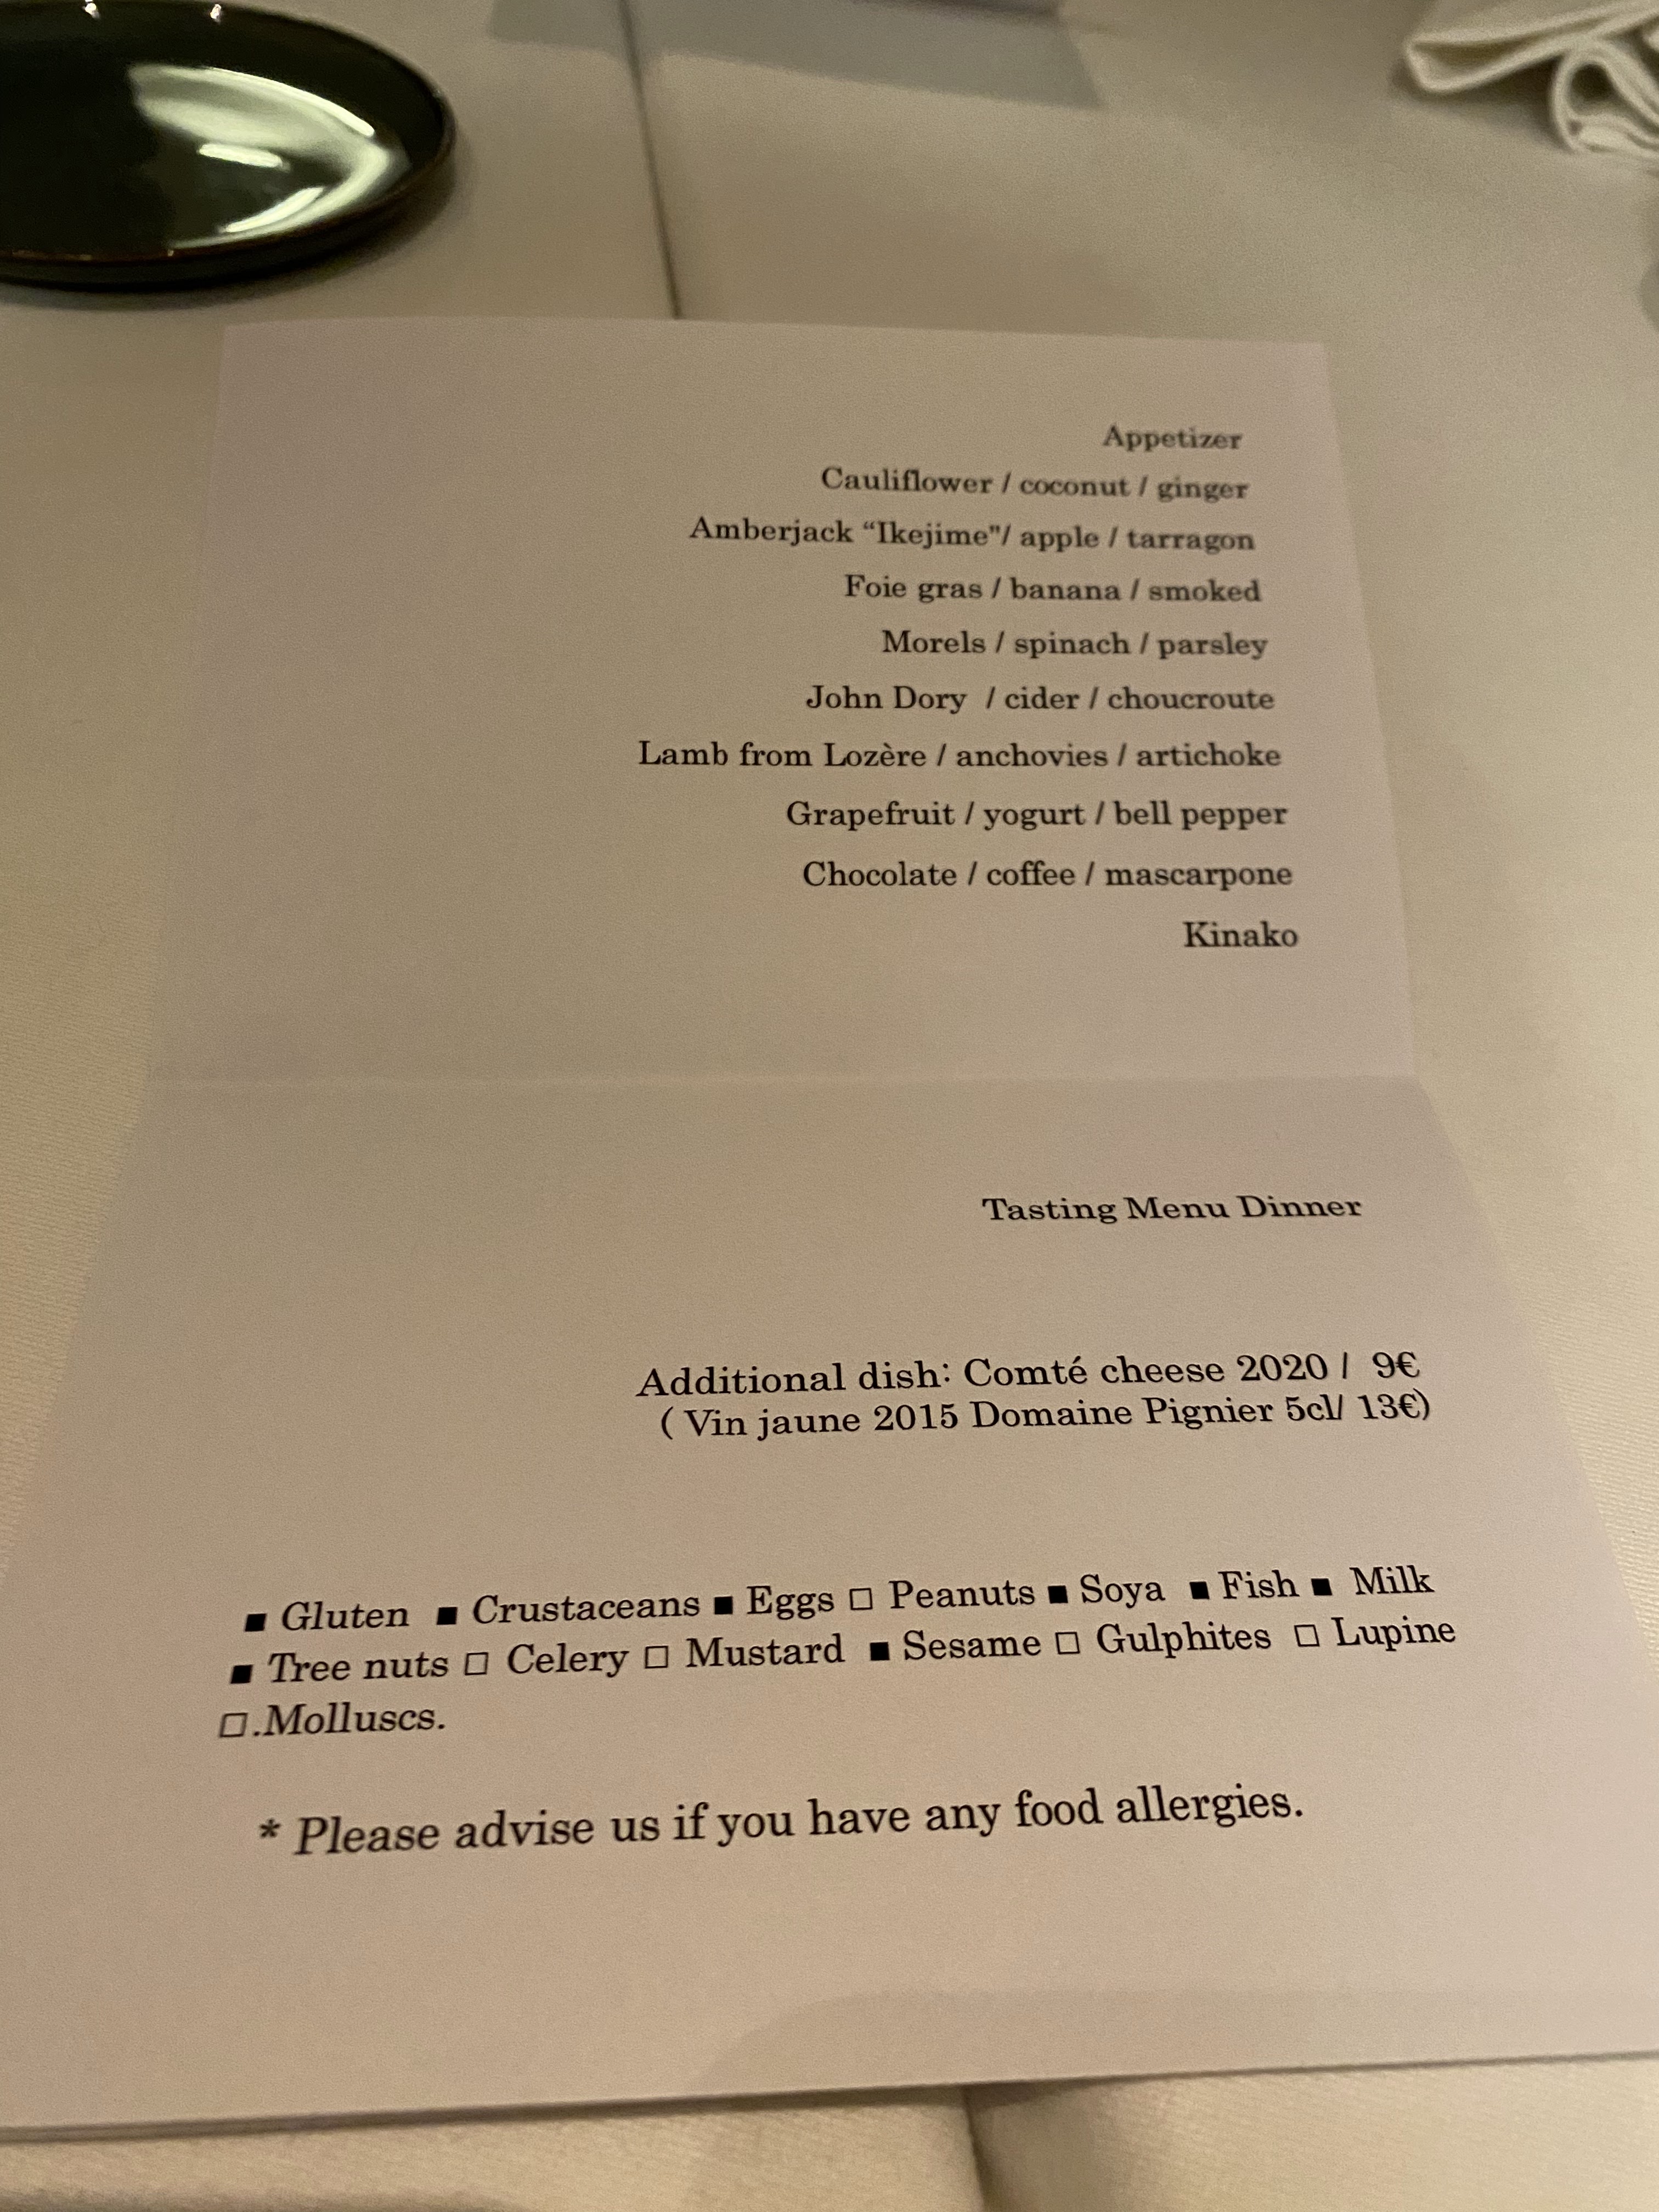 Appetizer
Cauliflower / coconut / ginger
Amberjack “Ikejime"/ apple / tarragon
Foie gras / banana / smoked
Morels / spinach / parsley
John Dory  / cider / choucroute
Lamb from Lozère / anchovies / artichoke
Grapefruit / yogurt / bell pepper
Chocolate / coffee / mascarpone
Kinako
Tasting Menu Dinner
Additional dish: Comté cheese 2020 /  9€
( Vin jaune 2015 Domaine Pignier 5cl/ 13€)
■ Gluten  ■ Crustaceans ■ Eggs □ Peanuts ■ Soya  ■ Fish ■  Milk
■ Tree nuts □ Celery □ Mustard  ■ Sesame □ Gulphites  □ Lupine
□.Molluscs.
* Please advise us if you have any food allergies.